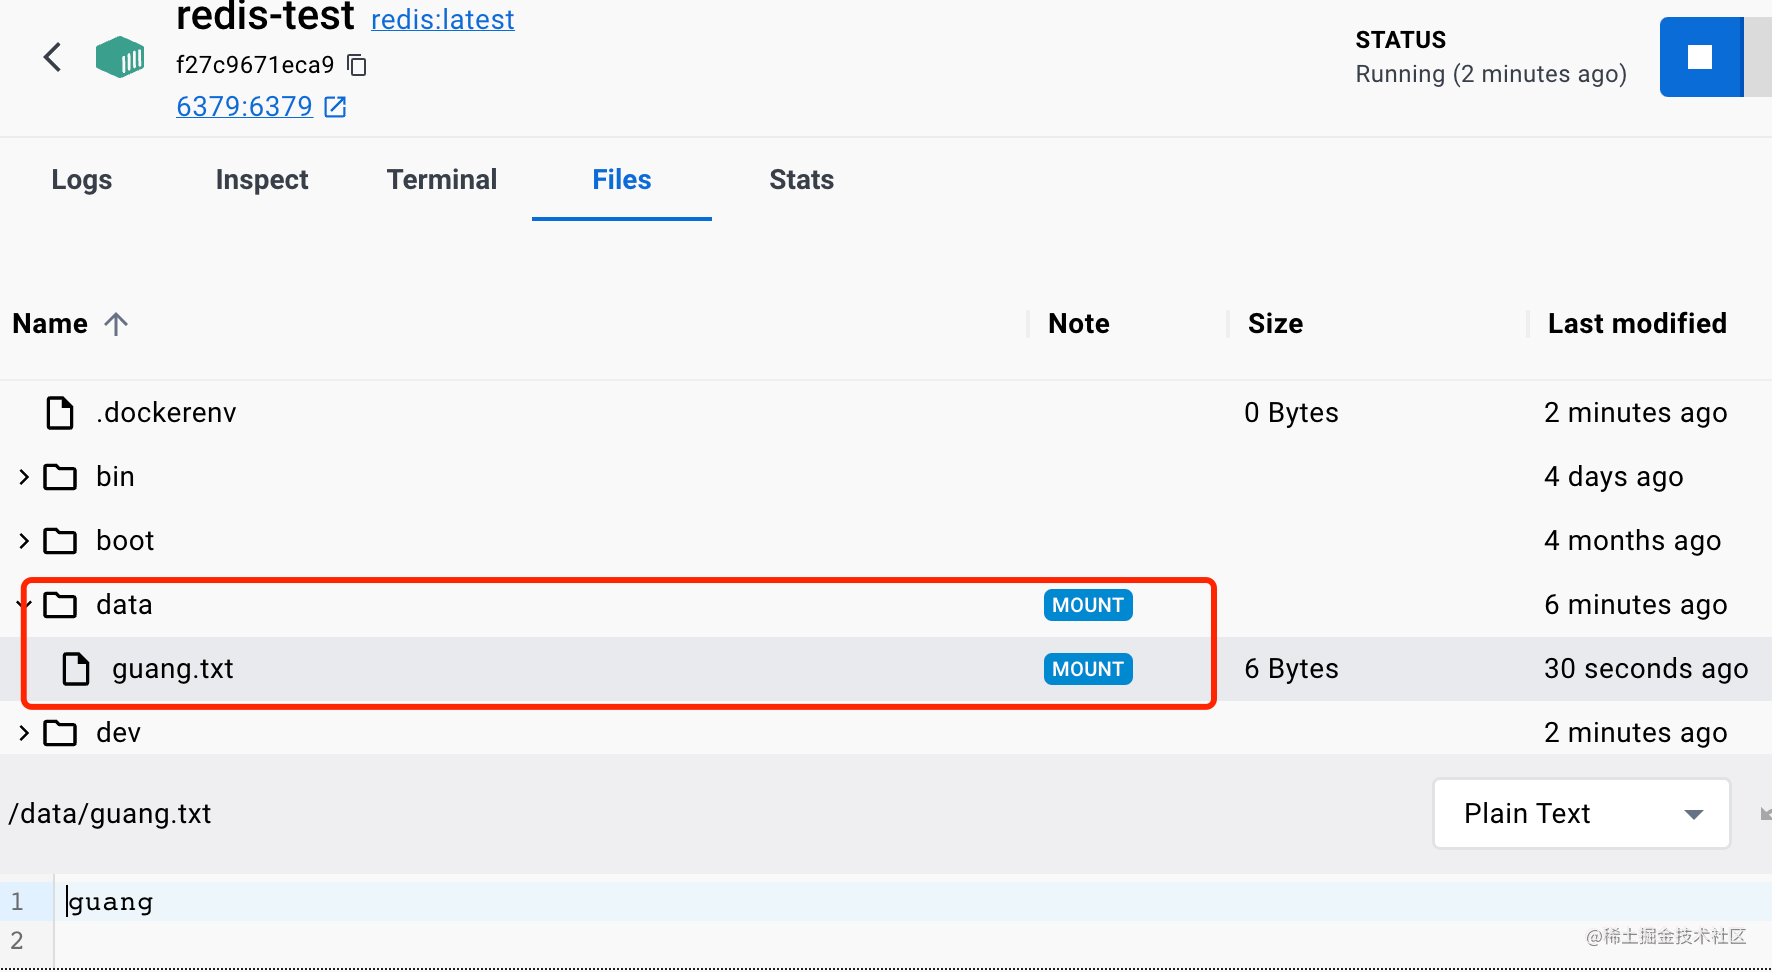 redis-test redis:latest
f27c9671eca9
6379:6379
STATUS
Running (2 minutes ago)
Logs Inspect Terminal Files Stats
Name Note Size Last modified
.dockerenv 0 Bytes 2 minutes ago
bin 4 days ago
boot 4 months ago
data MOUNT 6 minutes ago
guang.txt MOUNT 6 Bytes 30 seconds ago
dev 2 minutes ago
/data/guang.txt Plain Text
1 guang
2
@稀土掘金技术社区